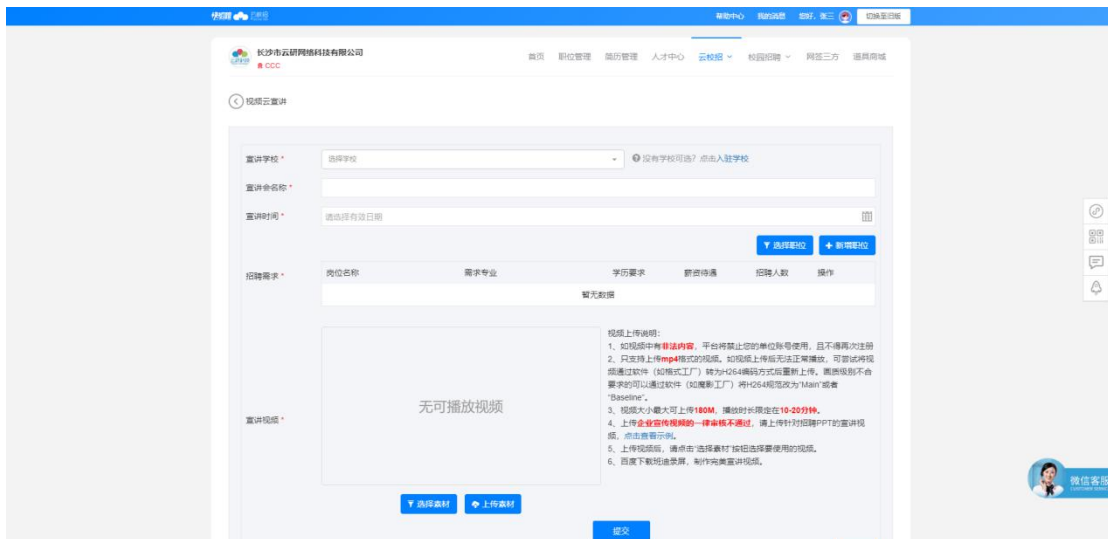 帮助中心 我的消息 您好，张三 切换至旧版
长沙市云研网络科技有限公司
CCC
首页 职位管理 简历管理 人才中心 云校招 校园招聘 网签三方 道具商城
视频云宣讲
宣讲学校 * 选择学校 没有学校可选？点击入驻学校
宣讲会名称 *
宣讲时间 * 请选择有效日期
选择职位 + 新增职位
招聘需求 * 岗位名称 需求专业 学历要求 薪资待遇 招聘人数 操作
暂无数据
宣讲视频 *
无可播放视频
视频上传说明：
1、如视频中有非法内容，平台将禁止您的单位账号使用，且不得再次注册
2、只支持上传mp4格式的视频。如视频上传后无法正常播放，可尝试将视
频通过软件（如格式工厂）转为H264编码方式后重新上传。画质级别不合
要求的可以通过软件（如魔影工厂）将H264规范改为“Main”或者
“Baseline”。
3、视频大小最大可上传180M，播放时长限定在10-20分钟。
4、上传企业宣传视频的一律审核不通过，请上传针对招聘PPT的宣讲视
频，点击查看示例。
5、上传视频后，请点击“选择素材”按钮选择要使用的视频。
6、百度下载班迪录屏，制作完美宣讲视频。
选择素材 上传素材
提交
微信客服